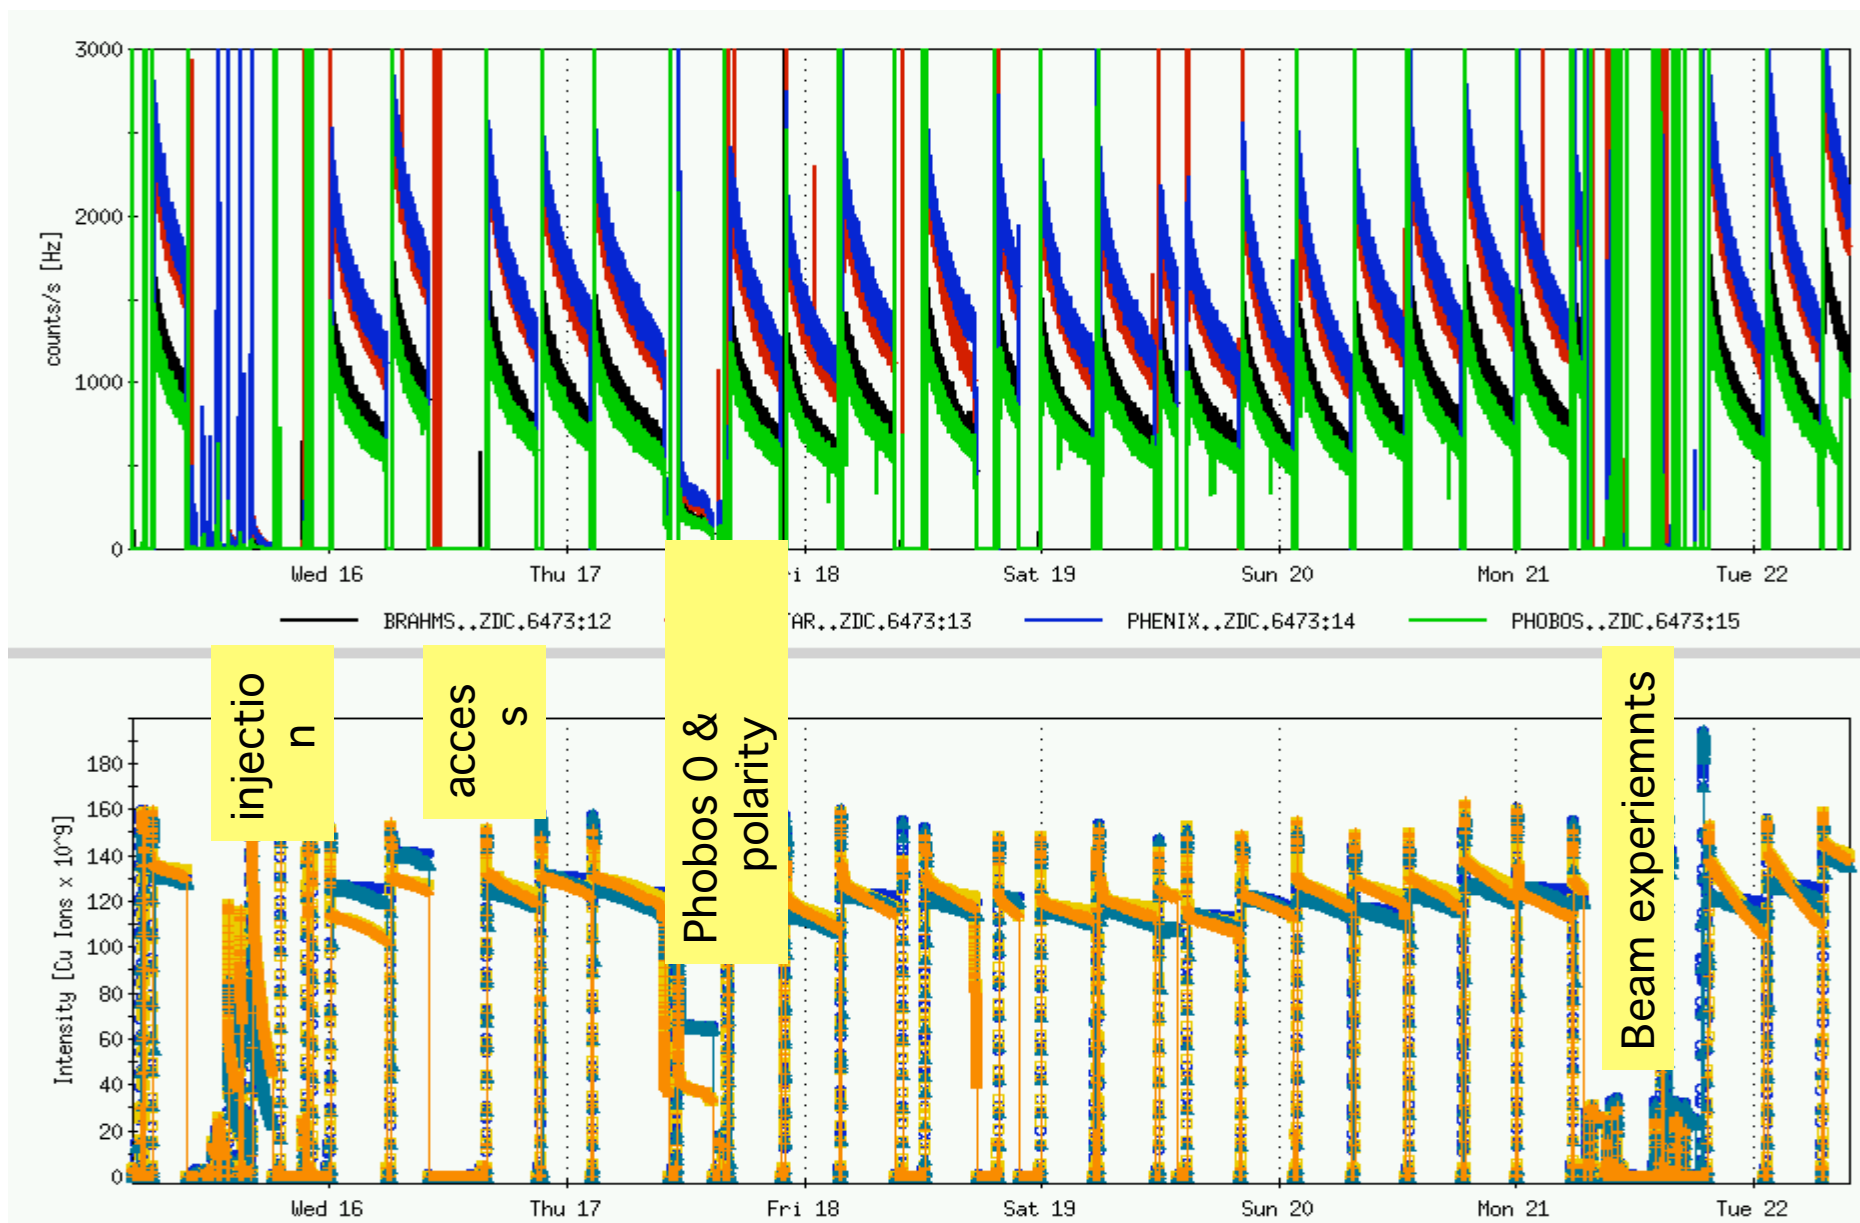 3000
2000
1000
0
counts/s [Hz]
Wed 16
Thu 17
ri 18
Sat 19
Sun 20
Mon 21
Tue 22
BRAHMS..ZDC.6473:12
TAR..ZDC.6473:13
PHENIX..ZDC.6473:14
PHOBOS..ZDC.6473:15
injectio
n
acces
s
Phobos 0 &
polarity
Beam experiemnts
180
160
140
120
100
80
60
40
20
0
Intensity [Cu Ions x 10^9]
Wed 16
Thu 17
Fri 18
Sat 19
Sun 20
Mon 21
Tue 22